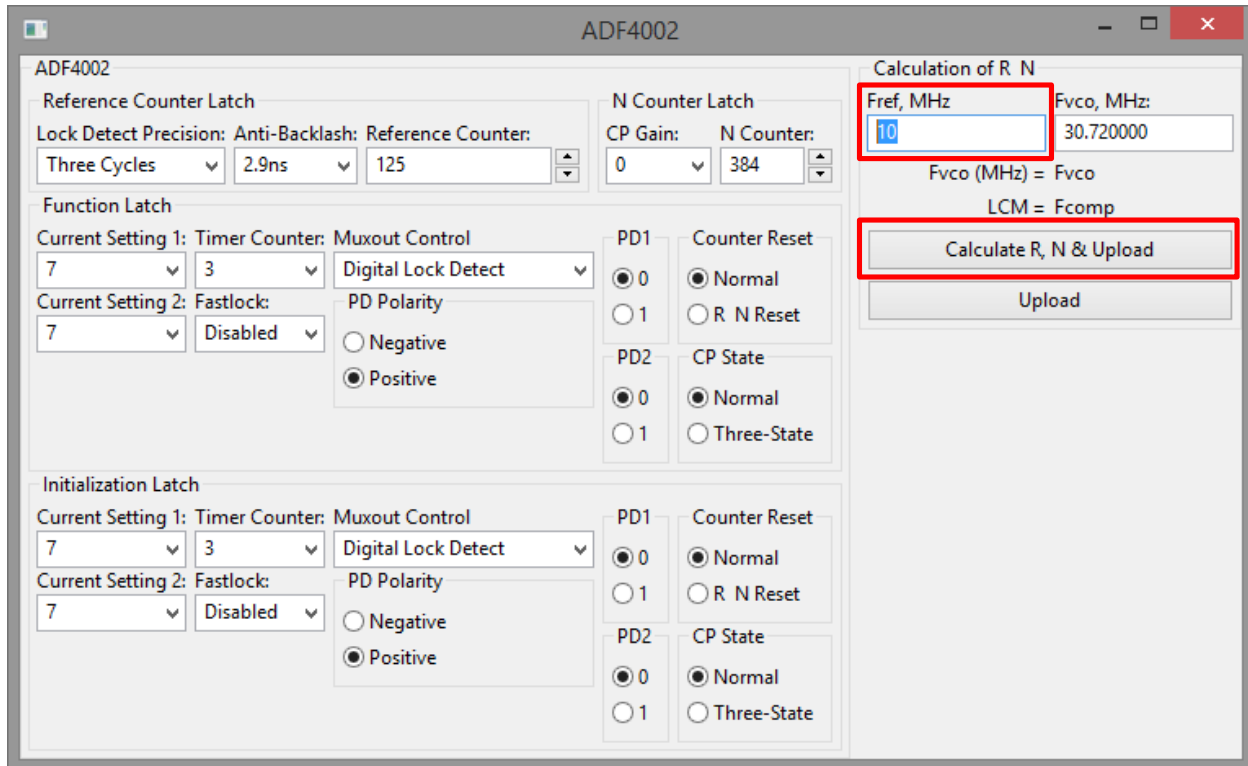 ADF4002
ADF4002
Reference Counter Latch
Lock Detect Precision: Anti-Backlash: Reference Counter:
Three Cycles 2.9ns 125
N Counter Latch
CP Gain: N Counter:
0 384
Function Latch
Current Setting 1: Timer Counter: Muxout Control
7 3 Digital Lock Detect
Current Setting 2: Fastlock:
7 Disabled
PD Polarity
Negative
Positive
PD1
0
1
Counter Reset
Normal
R N Reset
PD2
0
1
CP State
Normal
Three-State
Initialization Latch
Current Setting 1: Timer Counter: Muxout Control
7 3 Digital Lock Detect
Current Setting 2: Fastlock:
7 Disabled
PD Polarity
Negative
Positive
PD1
0
1
Counter Reset
Normal
R N Reset
PD2
0
1
CP State
Normal
Three-State
Calculation of R N
Fref, MHz Fvco, MHz:
10 30.720000
Fvco (MHz) = Fvco
LCM = Fcomp
Calculate R, N & Upload
Upload